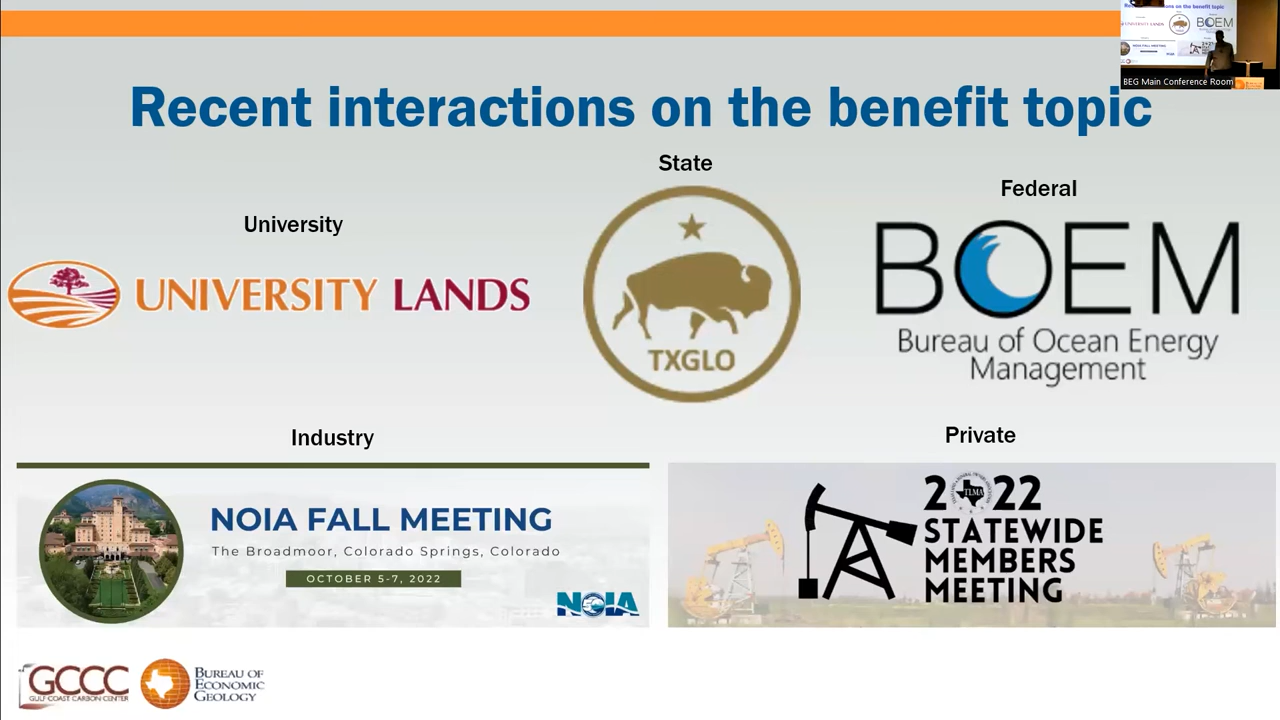 Recent interactions on the benefit topic
BEG Main Conference Room
State
Federal
University
UNIVERSITY LANDS
TXGLO
BOEM
Bureau of Ocean Energy
Management
Industry
Private
NOIA FALL MEETING
The Broadmoor, Colorado Springs, Colorado
OCTOBER 5-7, 2022
NOIA
2022
TLMA
STATEWIDE
MEMBERS
MEETING
GCCC
GULF COAST CARBON CENTER
BUREAU OF
ECONOMIC
GEOLOGY